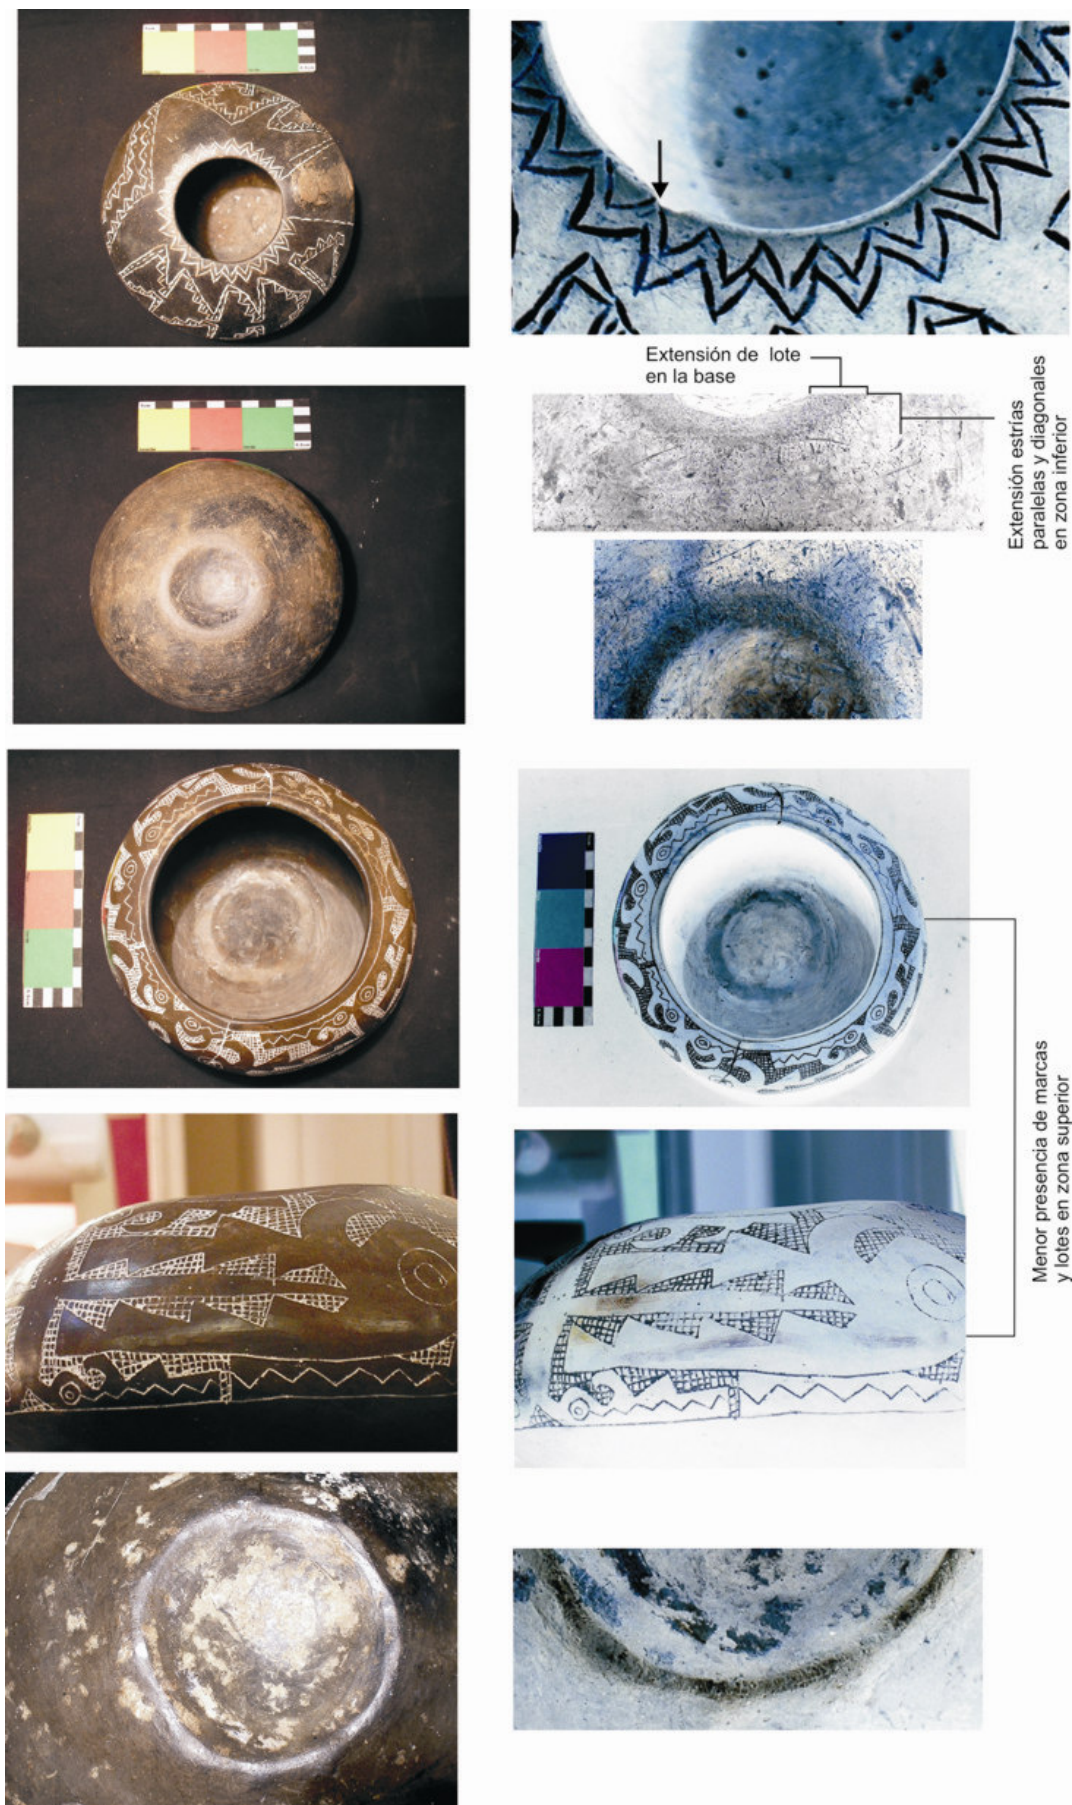 Extensión de lote
en la base
Extensión estrías
paralelas y diagonales
en zona inferior
Menor presencia de marcas
y lotes en zona superior